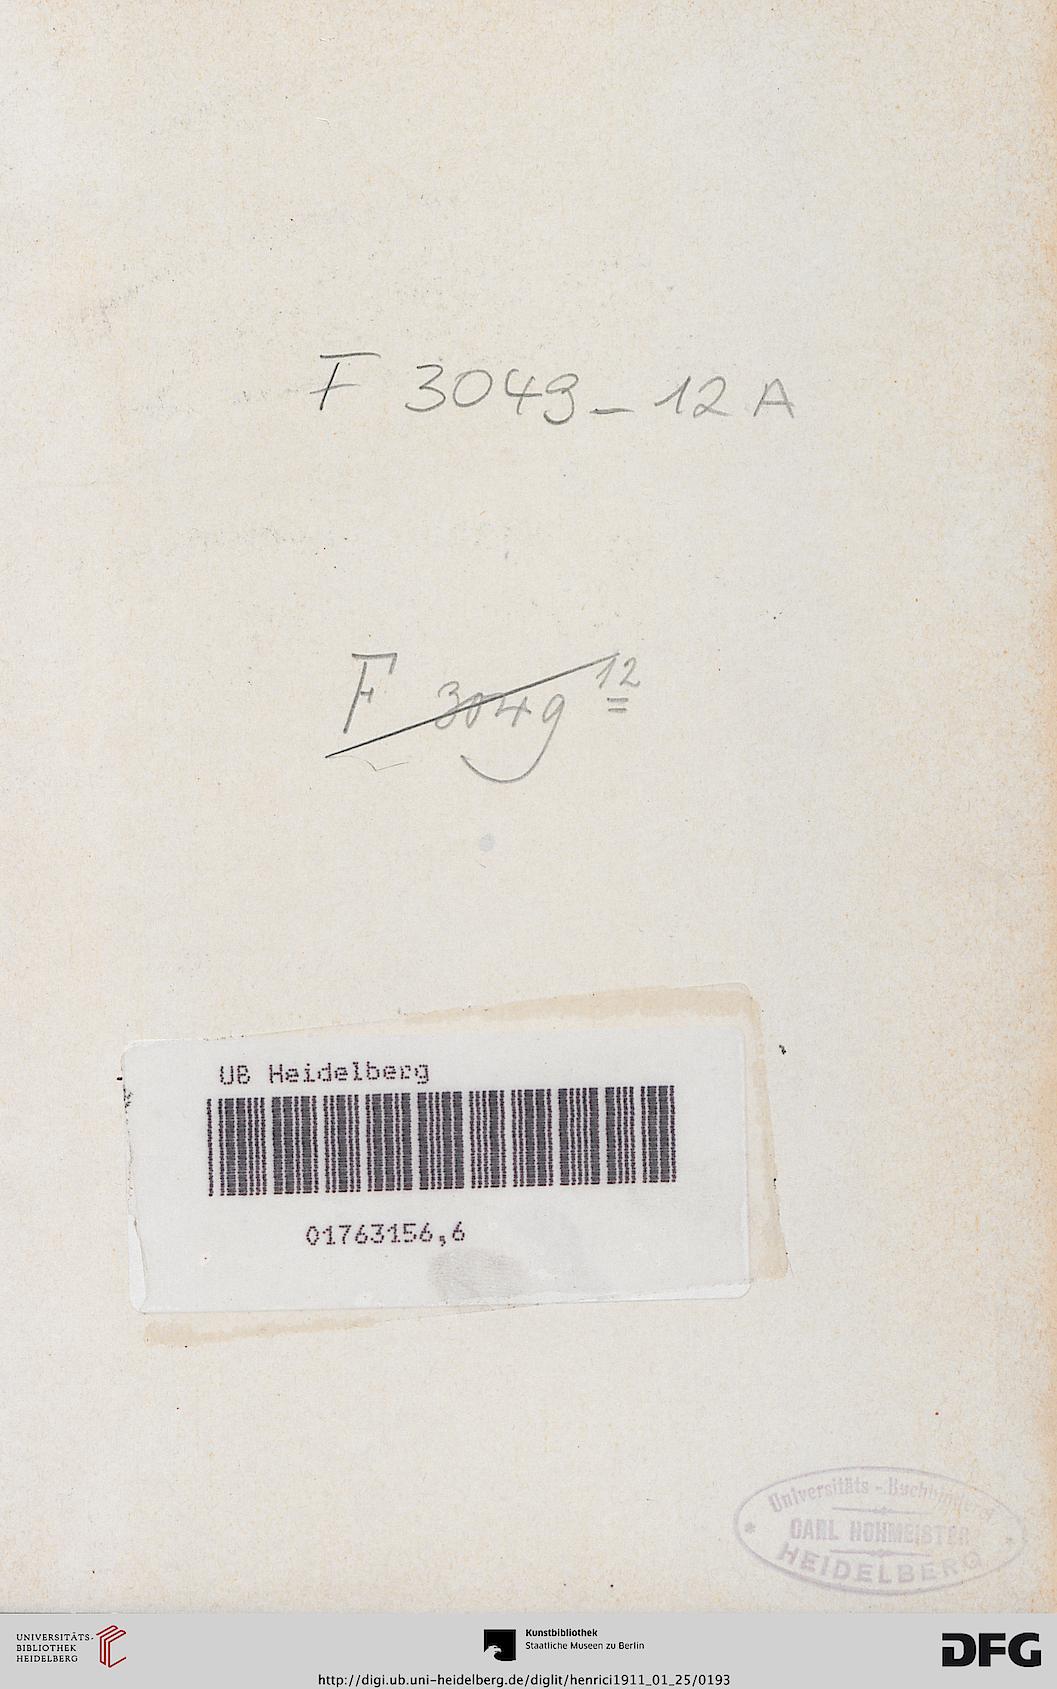 F 3049-12 A
F 3049 12
UB Heidelberg
01763156,6
Universitäts-Buchbinderei
CARL HOHMEISTER
HEIDELBERG
UNIVERSITÄTS-
BIBLIOTHEK
HEIDELBERG
Kunstbibliothek
Staatliche Museen zu Berlin
DFG
http://digi.ub.uni-heidelberg.de/diglit/henrici1911_01_25/0193